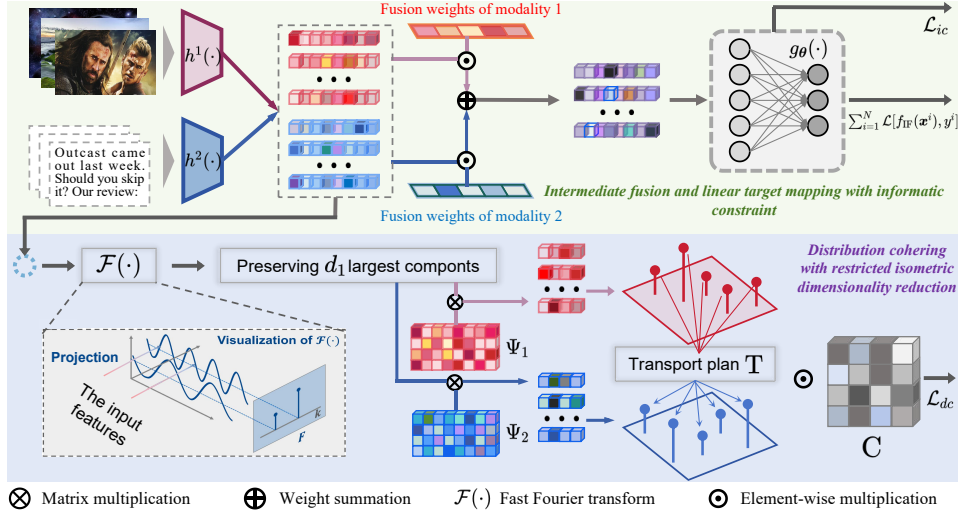 Fusion weights of modality 1
h¹(·)
Outcast came
out last week.
Should you skip
it? Our review:
h²(·)
Fusion weights of modality 2
g_θ(·)
ℒ_ic
∑_{i=1}^{N} ℒ[f_IF(x^i), y^i]
Intermediate fusion and linear target mapping with informatic
constraint
ℱ(·)
Preserving d₁ largest componts
Distribution cohering
with restricted isometric
dimensionality reduction
Projection
Visualization of ℱ(·)
The input
features
k
F
Ψ₁
Ψ₂
Transport plan T
C
ℒ_dc
Matrix multiplication
Weight summation
ℱ(·) Fast Fourier transform
Element-wise multiplication